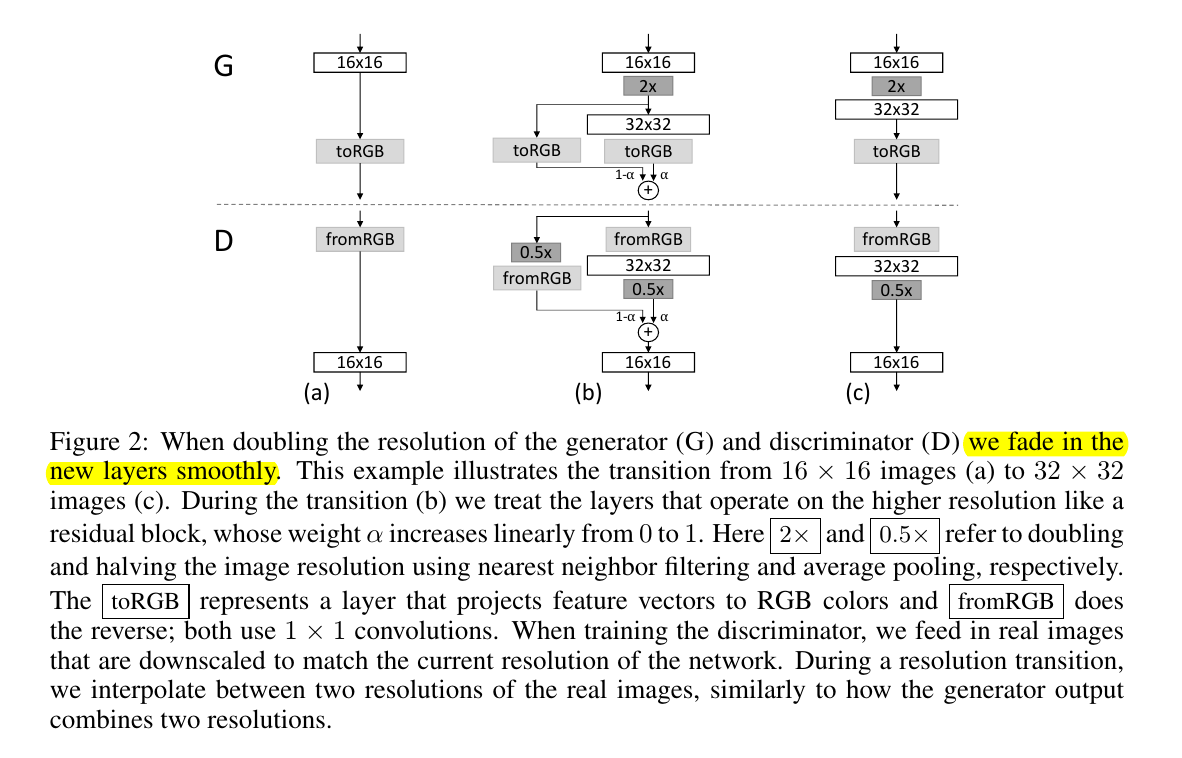 G
16x16
toRGB
16x16
2x
32x32
toRGB
toRGB
1-α
α
+
16x16
2x
32x32
toRGB
D
fromRGB
16x16
(a)
0.5x
fromRGB
fromRGB
32x32
0.5x
1-α
α
+
16x16
(b)
fromRGB
32x32
0.5x
16x16
(c)
Figure 2: When doubling the resolution of the generator (G) and discriminator (D) we fade in the
new layers smoothly. This example illustrates the transition from 16 × 16 images (a) to 32 × 32
images (c). During the transition (b) we treat the layers that operate on the higher resolution like a
residual block, whose weight α increases linearly from 0 to 1. Here 2× and 0.5× refer to doubling
and halving the image resolution using nearest neighbor filtering and average pooling, respectively.
The toRGB represents a layer that projects feature vectors to RGB colors and fromRGB does
the reverse; both use 1 × 1 convolutions. When training the discriminator, we feed in real images
that are downscaled to match the current resolution of the network. During a resolution transition,
we interpolate between two resolutions of the real images, similarly to how the generator output
combines two resolutions.